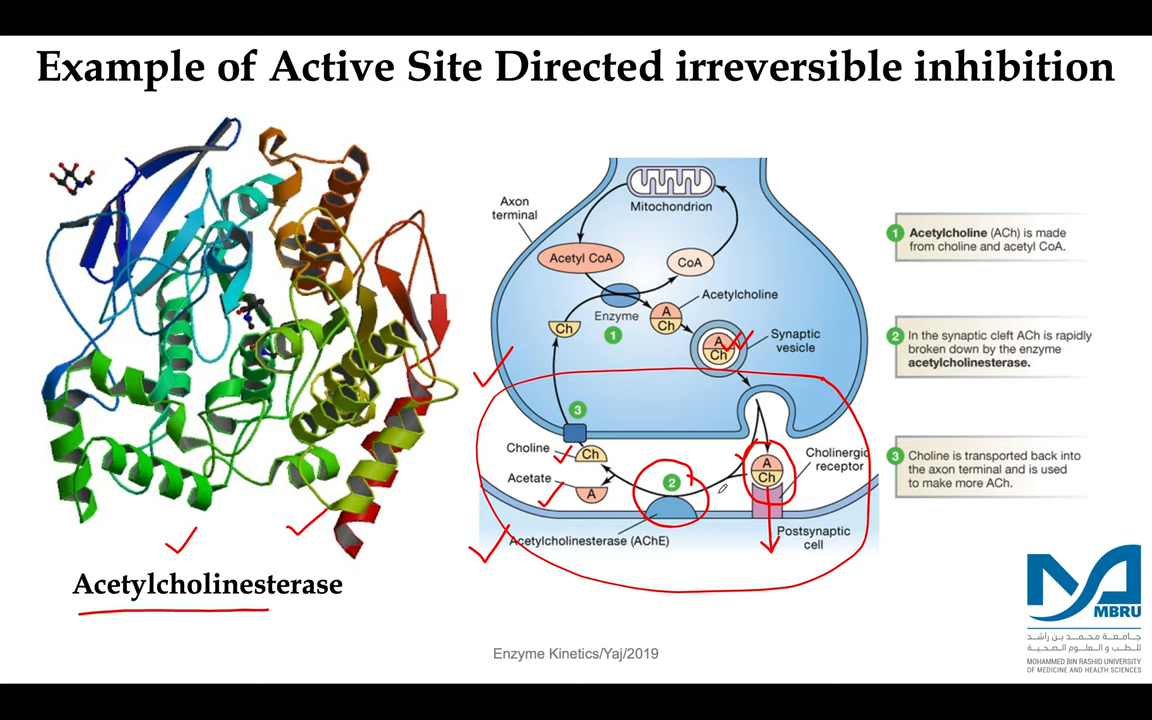 Example of Active Site Directed irreversible inhibition
Acetylcholinesterase
Axon
terminal
Mitochondrion
Acetyl CoA
CoA
Enzyme
1
A
Ch
Acetylcholine
Ch
A
Ch
Synaptic
vesicle
3
Choline
Ch
Acetate
A
2
A
Ch
Cholinergic
receptor
Acetylcholinesterase (AChE)
Postsynaptic
cell
1 Acetylcholine (ACh) is made
from choline and acetyl CoA.
2 In the synaptic cleft ACh is rapidly
broken down by the enzyme
acetylcholinesterase.
3 Choline is transported back into
the axon terminal and is used
to make more ACh.
Enzyme Kinetics/Yaj/2019
MBRU
جامعة محمد بن راشد
للطب و العلوم الصحية
MOHAMMED BIN RASHID UNIVERSITY
OF MEDICINE AND HEALTH SCIENCES